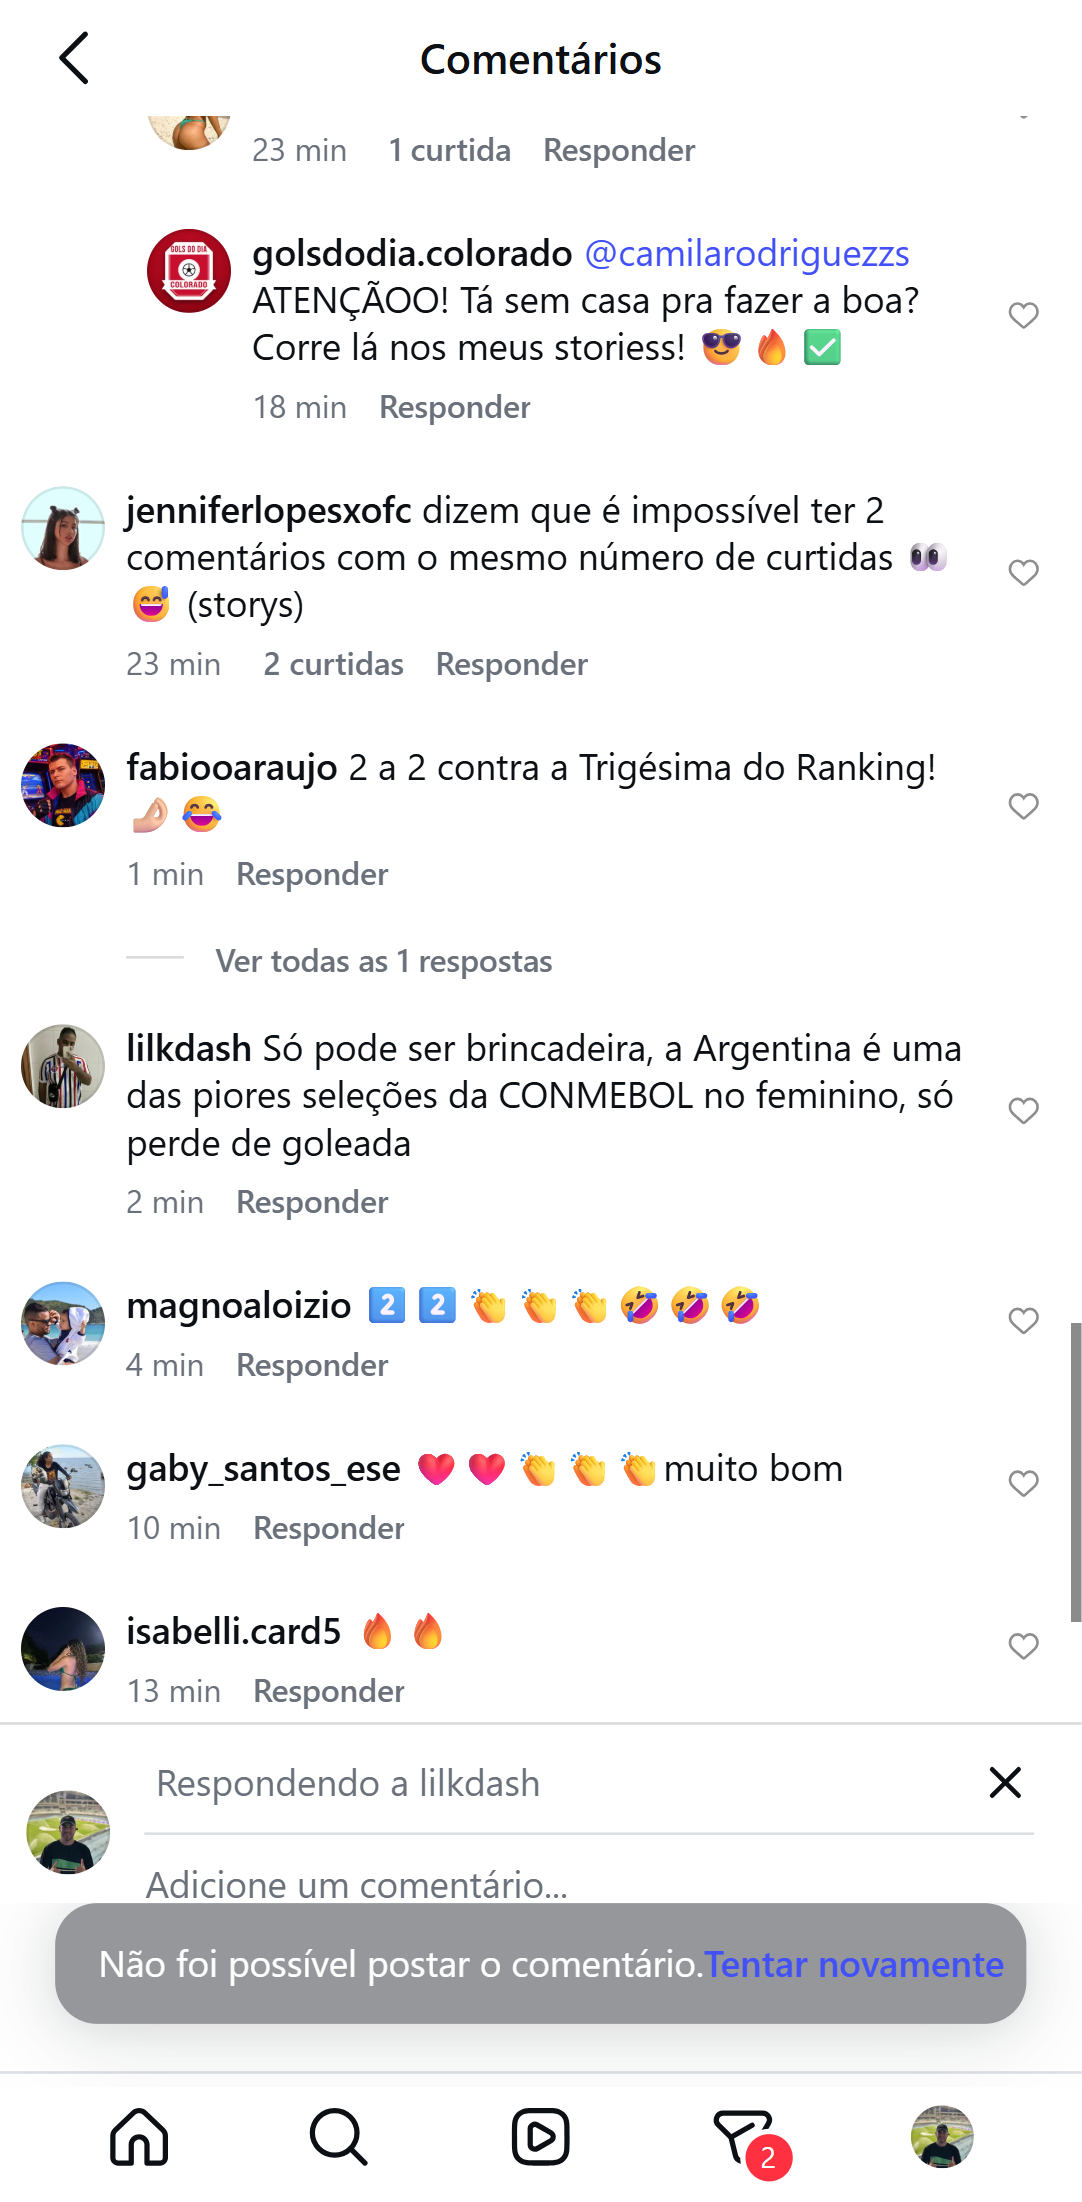 Comentários
23 min 1 curtida Responder
GOLS DO DIA
COLORADO
golsdodia.colorado @camilarodriguezzs
ATENÇÃOO! Tá sem casa pra fazer a boa?
Corre lá nos meus storiess! 😎🔥✅
18 min Responder
jenniferlopesxofc dizem que é impossível ter 2
comentários com o mesmo número de curtidas 👀
😅 (storys)
23 min 2 curtidas Responder
fabiooaraujo 2 a 2 contra a Trigésima do Ranking!
🤌🏻😂
1 min Responder
Ver todas as 1 respostas
lilkdash Só pode ser brincadeira, a Argentina é uma
das piores seleções da CONMEBOL no feminino, só
perde de goleada
2 min Responder
magnoaloizio 2️⃣2️⃣👏👏👏🤣🤣🤣
4 min Responder
gaby_santos_ese ❤️❤️👏👏👏muito bom
10 min Responder
isabelli.card5 🔥🔥
13 min Responder
Respondendo a lilkdash
Adicione um comentário...
Não foi possível postar o comentário.Tentar novamente
2